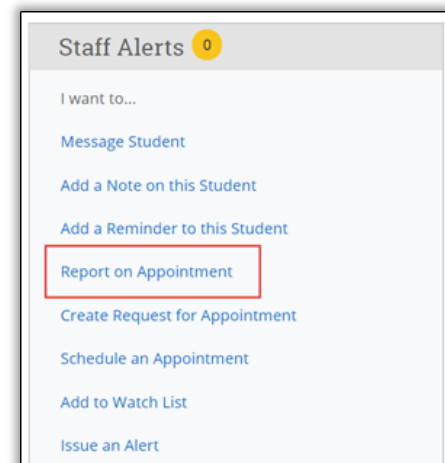 Staff Alerts 0
I want to...
Message Student
Add a Note on this Student
Add a Reminder to this Student
Report on Appointment
Create Request for Appointment
Schedule an Appointment
Add to Watch List
Issue an Alert